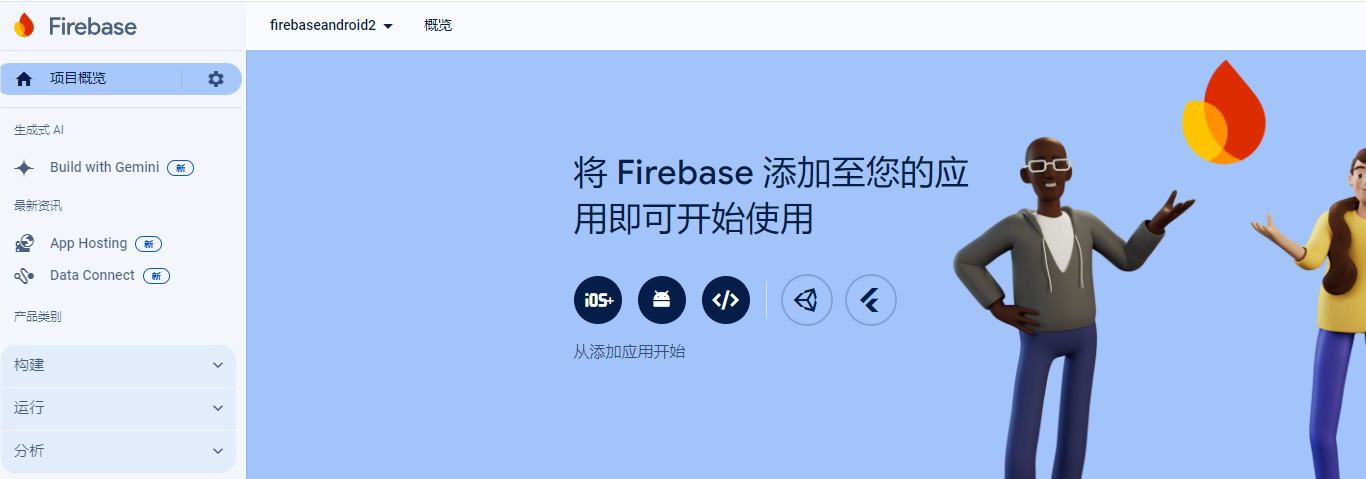 Firebase
firebaseandroid2 概览
项目概览
生成式 AI
Build with Gemini 新
最新资讯
App Hosting 新
Data Connect 新
产品类别
构建
运行
分析
将 Firebase 添加至您的应
用即可开始使用
iOS+ </>
从添加应用开始